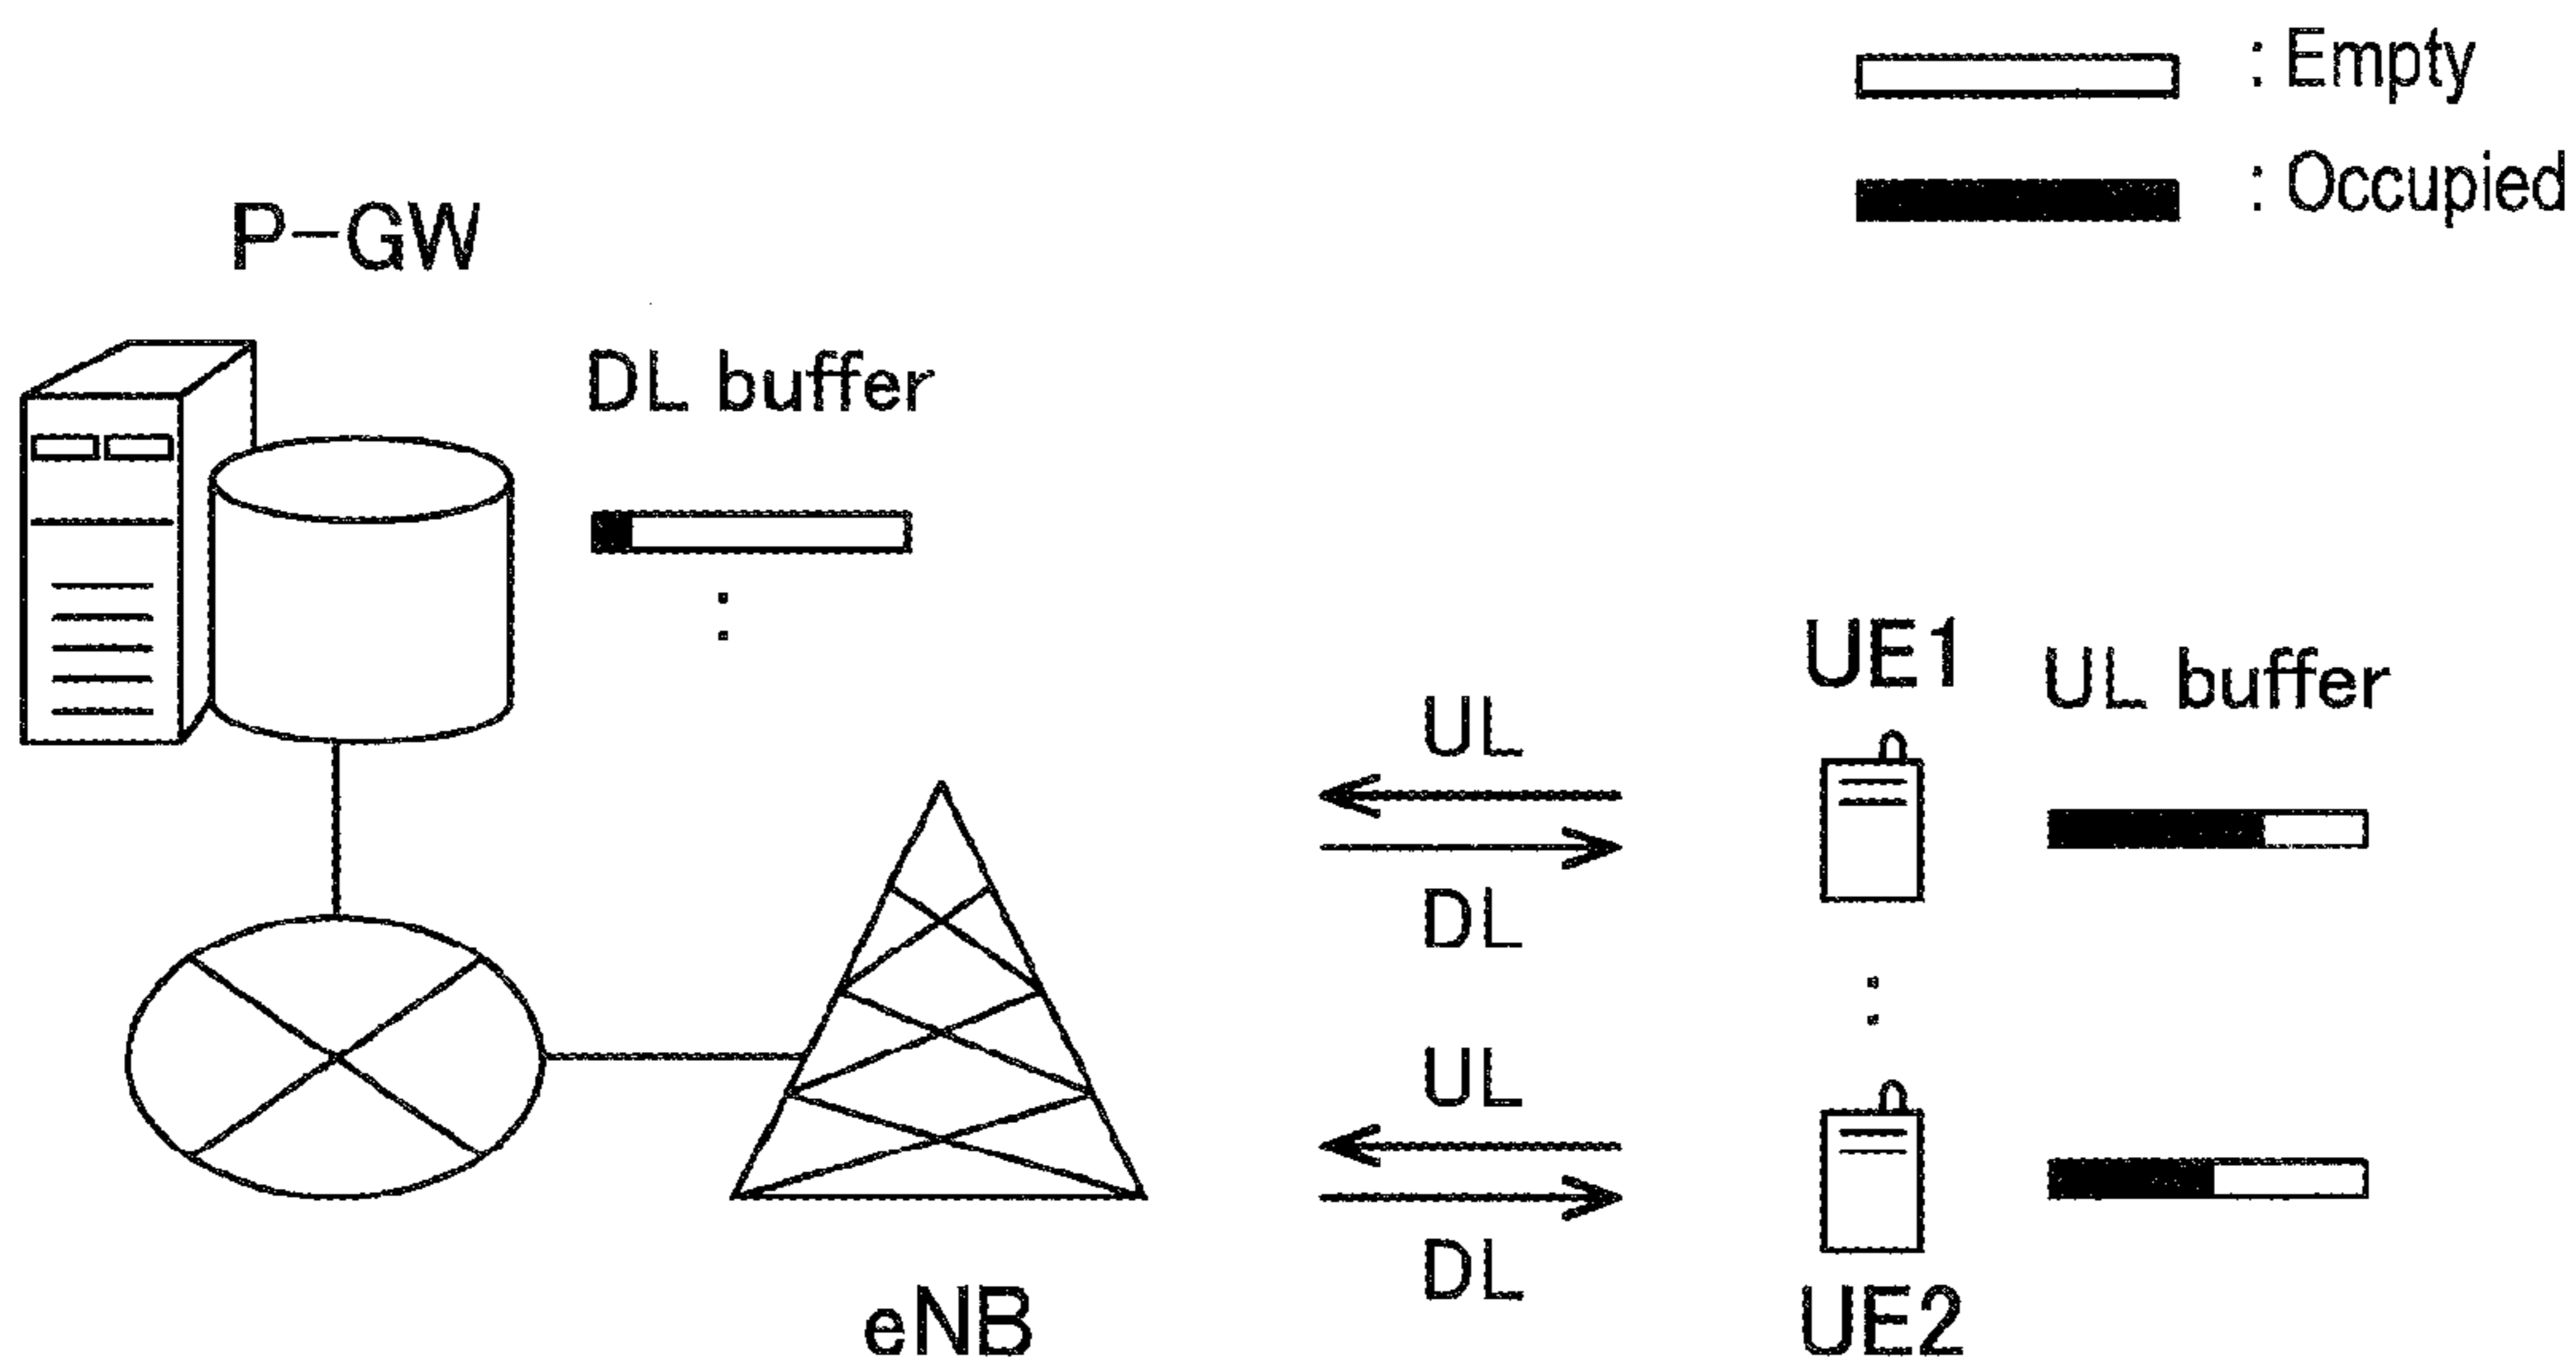 : Empty
: Occupied
P-GW
DL buffer
:
UE1
UL buffer
UL
DL
:
UL
DL
eNB
UE2